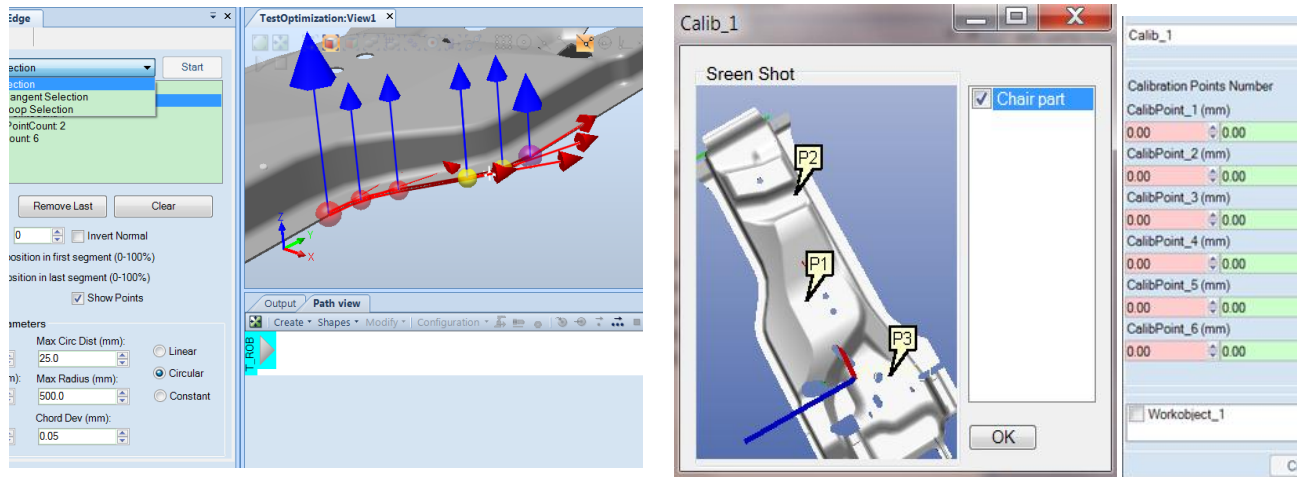 Edge
TestOptimization:View1
ection
Start
ection
angent Selection
oop Selection
PointCount: 2
ount: 6
Remove Last
Clear
0
Invert Normal
osition in first segment (0-100%)
osition in last segment (0-100%)
Show Points
ameters
Max Circ Dist (mm):
25.0
Linear
m):
Max Radius (mm):
Circular
500.0
Constant
Chord Dev (mm):
0.05
Z
Y
X
Output
Path view
Create
Shapes
Modify
Configuration
T_ROB
Calib_1
Sreen Shot
Chair part
P2
P1
P3
OK
Calib_1
Calibration Points Number
CalibPoint_1 (mm)
0.00 0.00
CalibPoint_2 (mm)
0.00 0.00
CalibPoint_3 (mm)
0.00 0.00
CalibPoint_4 (mm)
0.00 0.00
CalibPoint_5 (mm)
0.00 0.00
CalibPoint_6 (mm)
0.00 0.00
Workobject_1
C